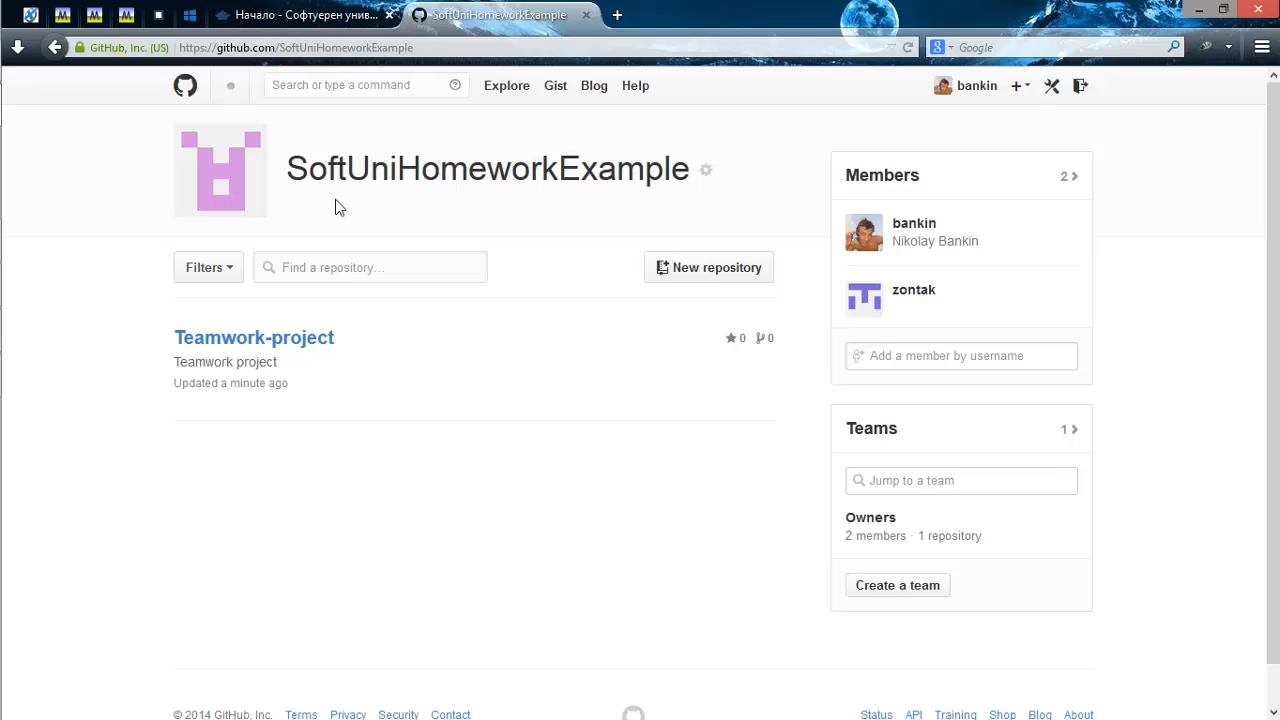 Начало - Софтуерен унив...
SoftUniHomeworkExample
GitHub, Inc. (US)
https://github.com/SoftUniHomeworkExample
Google
Search or type a command
Explore
Gist
Blog
Help
bankin
SoftUniHomeworkExample
Filters
Find a repository...
New repository
Teamwork-project
0
0
Teamwork project
Updated a minute ago
Members
2
bankin
Nikolay Bankin
zontak
Add a member by username
Teams
1
Jump to a team
Owners
2 members · 1 repository
Create a team
© 2014 GitHub, Inc.
Terms
Privacy
Security
Contact
Status
API
Training
Shop
Blog
About